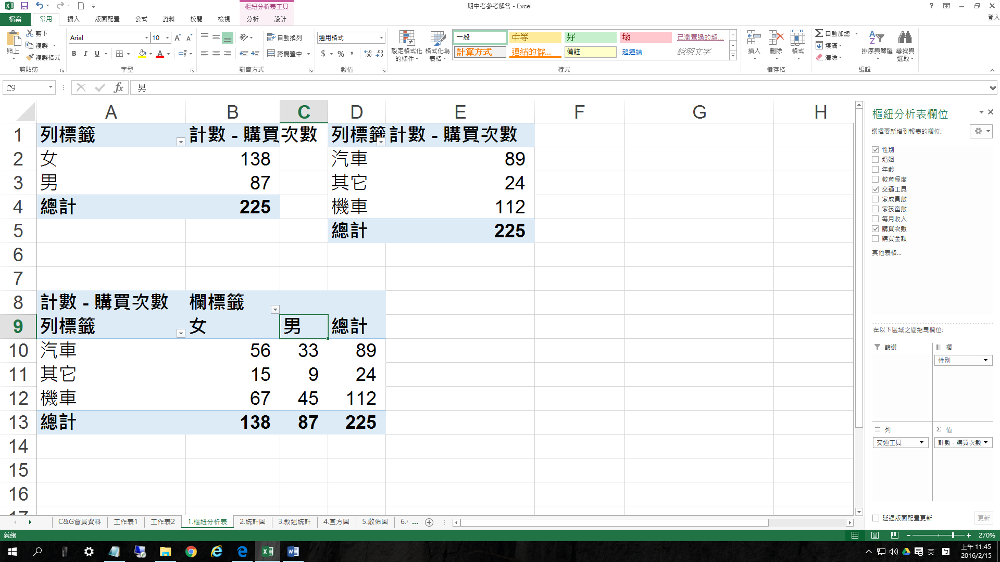 樞紐分析表工具
期中考參考解答 - Excel
?
登入
檔案 常用 插入 版面配置 公式 資料 校閱 檢視 分析 設計
貼上
剪下
複製
複製格式
剪貼簿
Arial 10
B I U
字型
自動換列
跨欄置中
對齊方式
通用格式
$ % ,
數值
設定格式化的條件
格式化為表格
一般 中等 好 壞 已瀏覽過的超...
計算方式 連結的儲... 備註 超連結 說明文字
樣式
插入 刪除 格式
儲存格
自動加總
填滿
清除
排序與篩選
尋找與選取
編輯
C9 fx 男
A B C D E F G H
1 列標籤 計數 - 購買次數 列標籤 計數 - 購買次數
2 女 138 汽車 89
3 男 87 其它 24
4 總計 225 機車 112
5 總計 225
6
7
8 計數 - 購買次數 欄標籤
9 列標籤 女 男 總計
10 汽車 56 33 89
11 其它 15 9 24
12 機車 67 45 112
13 總計 138 87 225
14
15
16
17
樞紐分析表欄位
選擇要新增到報表的欄位:
性別
婚姻
年齡
教育程度
交通工具
家成員數
家孩童數
每月收入
購買次數
購買金額
其他表格...
在以下區域之間拖曳欄位:
篩選 欄
性別
列 Σ 值
交通工具 計數 - 購買次數
延遲版面配置更新 更新
C&G會員資料 工作表1 工作表2 1.樞紐分析表 2.統計圖 3.敘述統計 4.直方圖 5.散佈圖 6. ...
就緒
270%
英
上午 11:45
2016/2/15